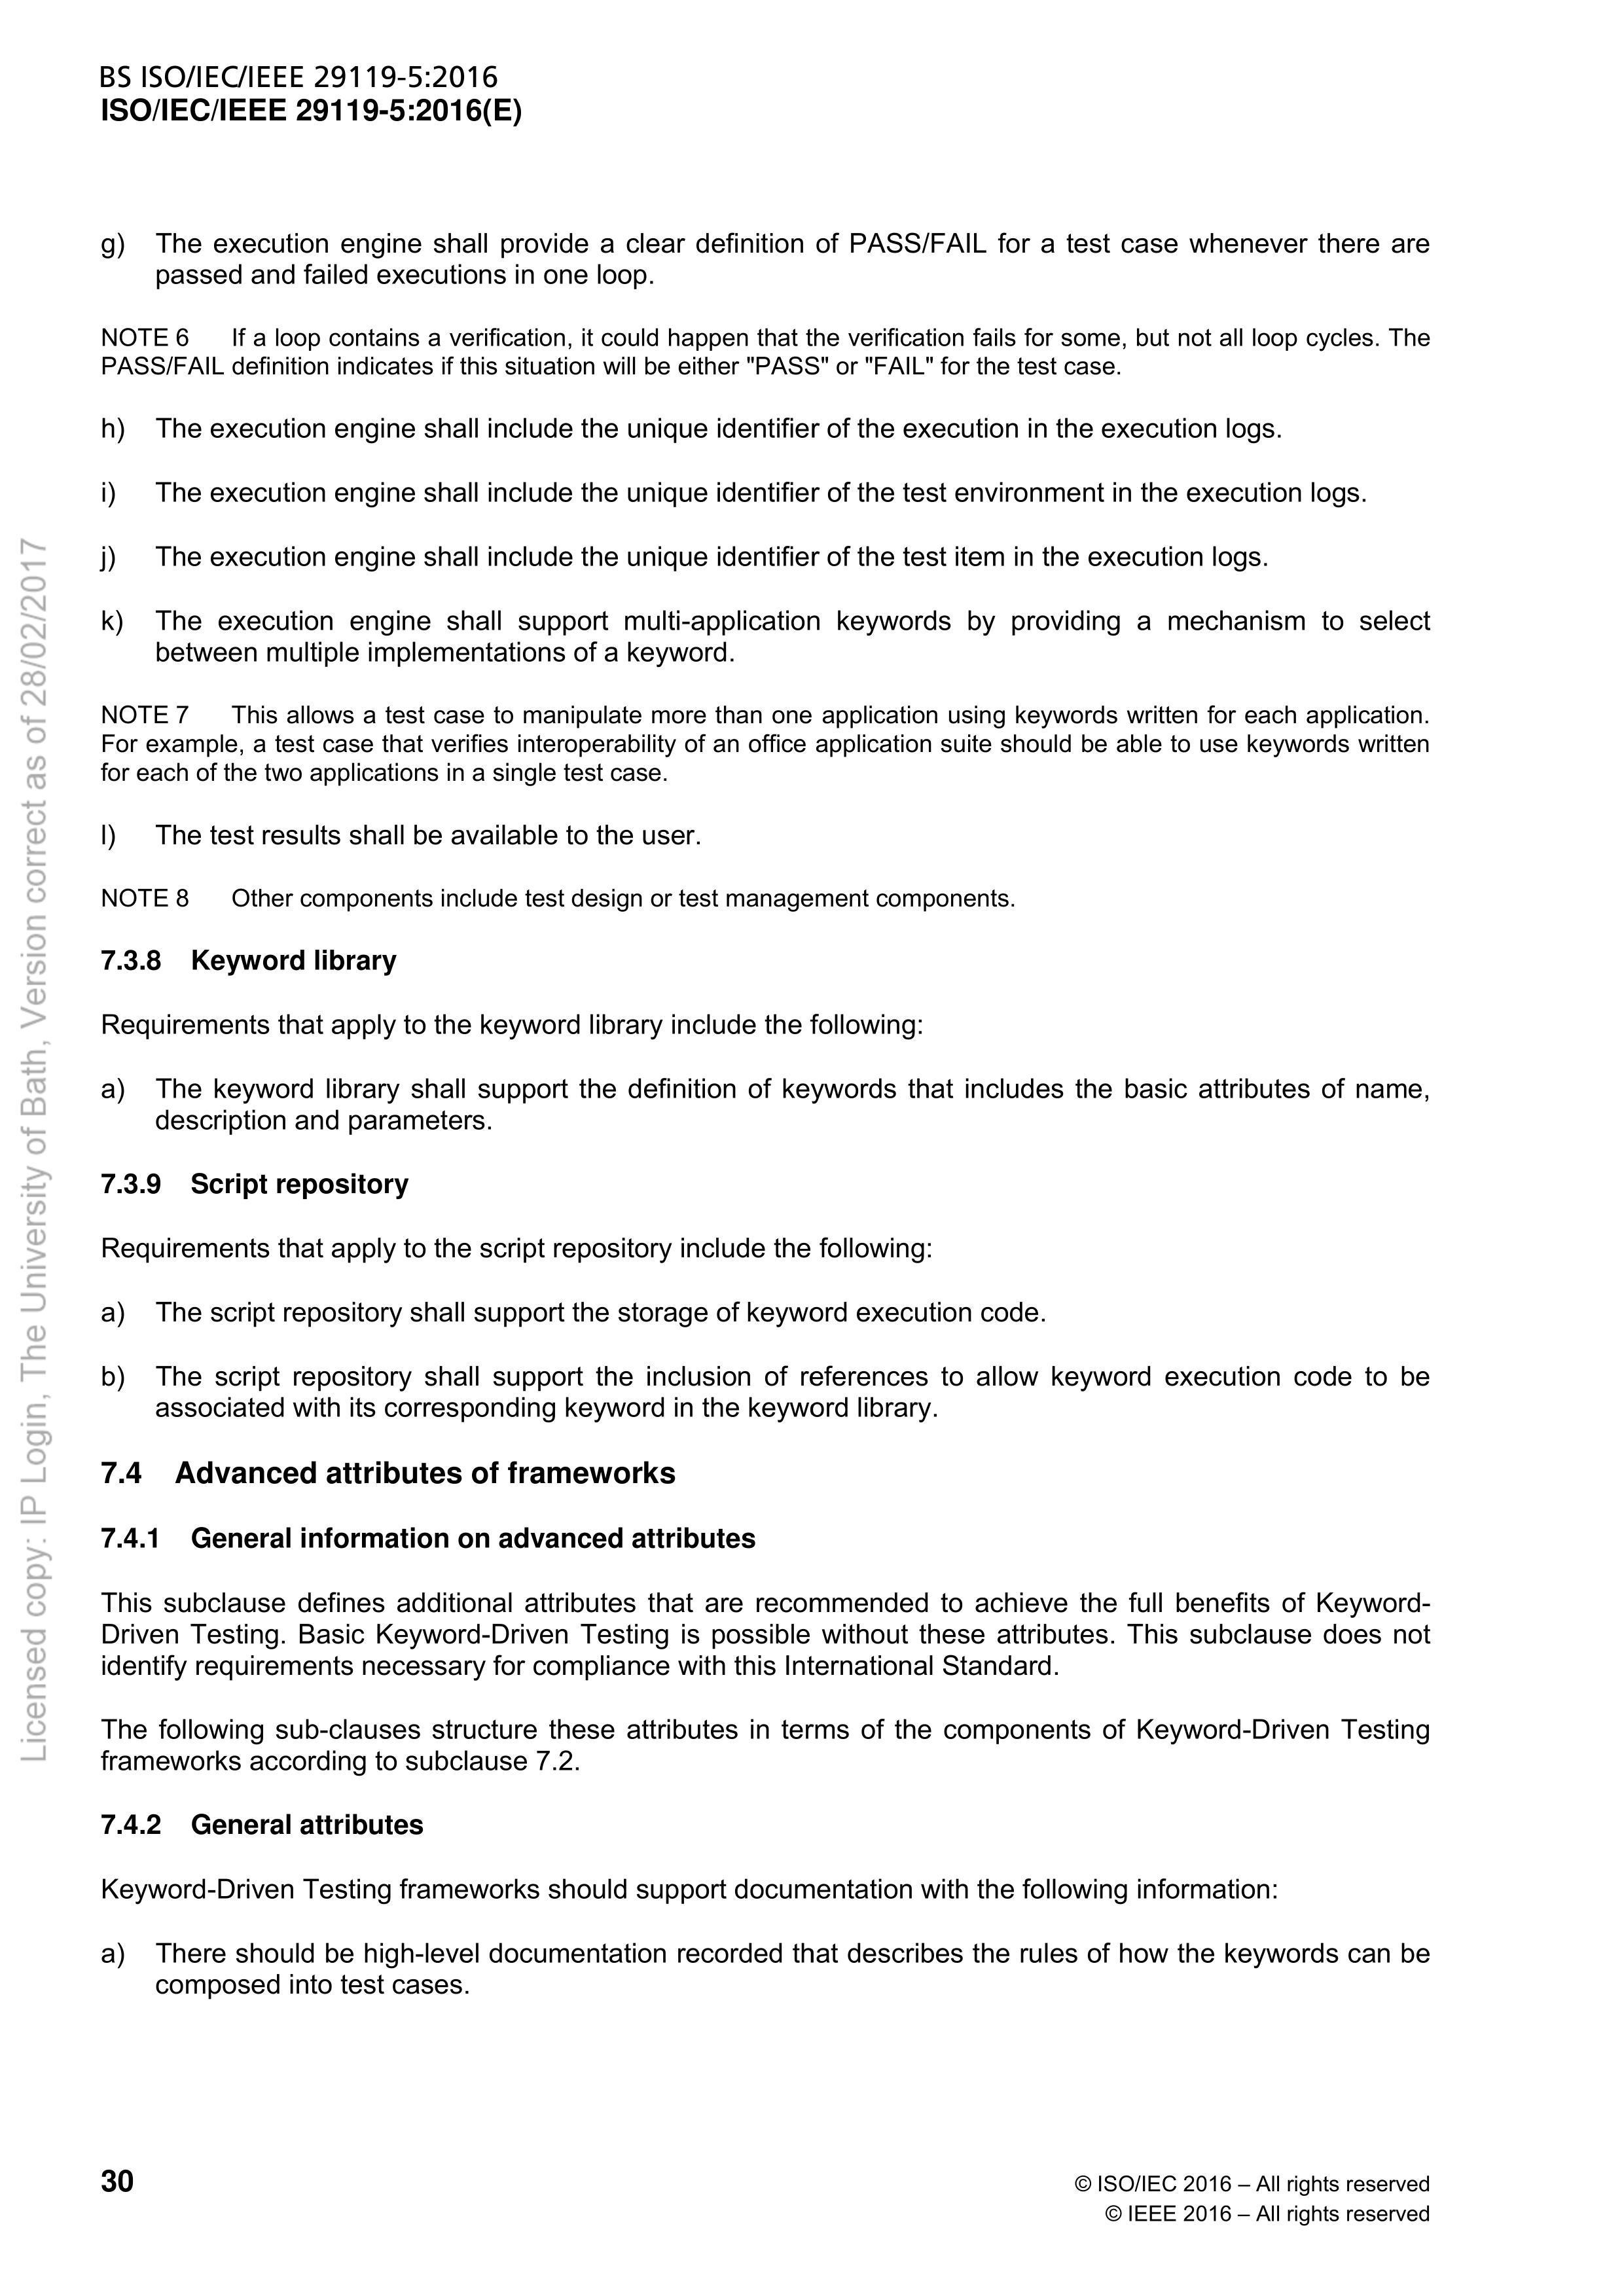 BS ISO/IEC/IEEE 29119-5:2016
ISO/IEC/IEEE 29119-5:2016(E)
g) The execution engine shall provide a clear definition of PASS/FAIL for a test case whenever there are
passed and failed executions in one loop.
NOTE 6 If a loop contains a verification, it could happen that the verification fails for some, but not all loop cycles. The
PASS/FAIL definition indicates if this situation will be either "PASS" or "FAIL" for the test case.
h) The execution engine shall include the unique identifier of the execution in the execution logs.
i) The execution engine shall include the unique identifier of the test environment in the execution logs.
j) The execution engine shall include the unique identifier of the test item in the execution logs.
k) The execution engine shall support multi-application keywords by providing a mechanism to select
between multiple implementations of a keyword.
NOTE 7 This allows a test case to manipulate more than one application using keywords written for each application.
For example, a test case that verifies interoperability of an office application suite should be able to use keywords written
for each of the two applications in a single test case.
l) The test results shall be available to the user.
NOTE 8 Other components include test design or test management components.
7.3.8 Keyword library
Requirements that apply to the keyword library include the following:
a) The keyword library shall support the definition of keywords that includes the basic attributes of name,
description and parameters.
7.3.9 Script repository
Requirements that apply to the script repository include the following:
a) The script repository shall support the storage of keyword execution code.
b) The script repository shall support the inclusion of references to allow keyword execution code to be
associated with its corresponding keyword in the keyword library.
7.4 Advanced attributes of frameworks
7.4.1 General information on advanced attributes
This subclause defines additional attributes that are recommended to achieve the full benefits of Keyword-
Driven Testing. Basic Keyword-Driven Testing is possible without these attributes. This subclause does not
identify requirements necessary for compliance with this International Standard.
The following sub-clauses structure these attributes in terms of the components of Keyword-Driven Testing
frameworks according to subclause 7.2.
7.4.2 General attributes
Keyword-Driven Testing frameworks should support documentation with the following information:
a) There should be high-level documentation recorded that describes the rules of how the keywords can be
composed into test cases.
30
© ISO/IEC 2016 – All rights reserved
© IEEE 2016 – All rights reserved
Licensed copy: IP Login, The University of Bath, Version correct as of 28/02/2017